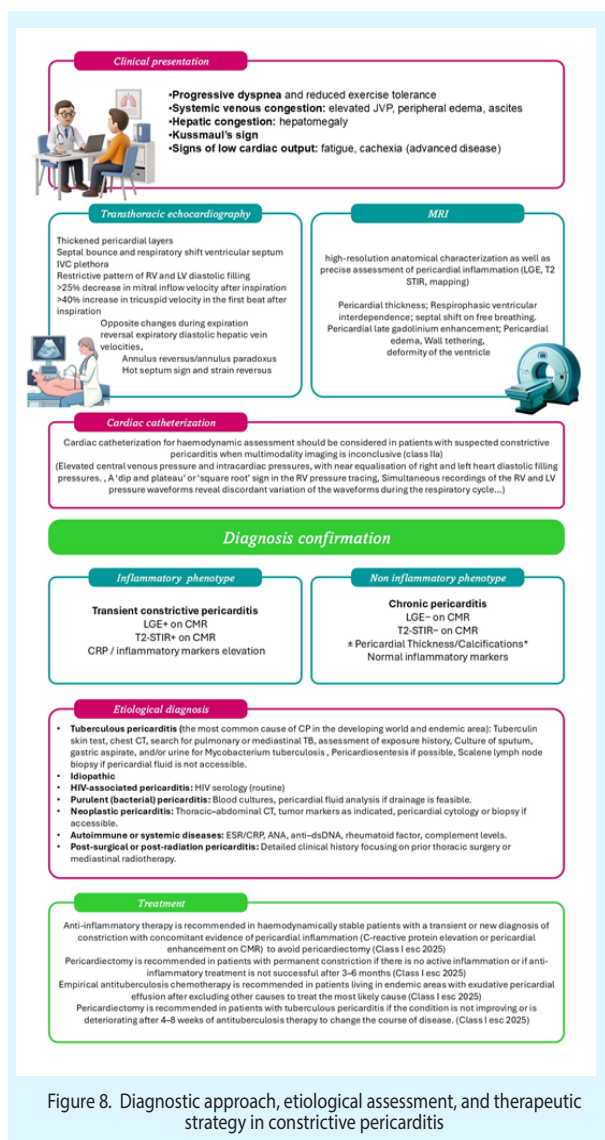 Clinical presentation
•Progressive dyspnea and reduced exercise tolerance
•Systemic venous congestion: elevated JVP, peripheral edema, ascites
•Hepatic congestion: hepatomegaly
•Kussmaul's sign
•Signs of low cardiac output: fatigue, cachexia (advanced disease)
Transthoracic echocardiography
Thickened pericardial layers
Septal bounce and respiratory shift ventricular septum
IVC plethora
Restrictive pattern of RV and LV diastolic filling
>25% decrease in mitral inflow velocity after inspiration
>40% increase in tricuspid velocity in the first beat after
inspiration
Opposite changes during expiration
reversal expiratory diastolic hepatic vein
velocities,
Annulus reversus/annulus paradoxus
Hot septum sign and strain reversus
MRI
high-resolution anatomical characterization as well as
precise assessment of pericardial inflammation (LGE, T2
STIR, mapping)
Pericardial thickness; Respirophasic ventricular
interdependence; septal shift on free breathing.
Pericardial late gadolinium enhancement; Pericardial
edema, Wall tethering,
deformity of the ventricle
Cardiac catheterization
Cardiac catheterization for haemodynamic assessment should be considered in patients with suspected constrictive
pericarditis when multimodality imaging is inconclusive (class IIa)
(Elevated central venous pressure and intracardiac pressures, with near equalisation of right and left heart diastolic filling
pressures. , A 'dip and plateau' or 'square root' sign in the RV pressure tracing, Simultaneous recordings of the RV and LV
pressure waveforms reveal discordant variation of the waveforms during the respiratory cycle...)
Diagnosis confirmation
Inflammatory phenotype
Transient constrictive pericarditis
LGE+ on CMR
T2-STIR+ on CMR
CRP / inflammatory markers elevation
Non inflammatory phenotype
Chronic pericarditis
LGE− on CMR
T2-STIR− on CMR
± Pericardial Thickness/Calcifications*
Normal inflammatory markers
Etiological diagnosis
• Tuberculous pericarditis (the most common cause of CP in the developing world and endemic area): Tuberculin
skin test, chest CT, search for pulmonary or mediastinal TB, assessment of exposure history, Culture of sputum,
gastric aspirate, and/or urine for Mycobacterium tuberculosis , Pericardiosentesis if possible, Scalene lymph node
biopsy if pericardial fluid is not accessible.
• Idiopathic
• HIV-associated pericarditis: HIV serology (routine)
• Purulent (bacterial) pericarditis: Blood cultures, pericardial fluid analysis if drainage is feasible.
• Neoplastic pericarditis: Thoracic–abdominal CT, tumor markers as indicated, pericardial cytology or biopsy if
accessible.
• Autoimmune or systemic diseases: ESR/CRP, ANA, anti–dsDNA, rheumatoid factor, complement levels.
• Post-surgical or post-radiation pericarditis: Detailed clinical history focusing on prior thoracic surgery or
mediastinal radiotherapy.
Treatment
Anti-inflammatory therapy is recommended in haemodynamically stable patients with a transient or new diagnosis of
constriction with concomitant evidence of pericardial inflammation (C-reactive protein elevation or pericardial
enhancement on CMR) to avoid pericardiectomy (Class I esc 2025)
Pericardiectomy is recommended in patients with permanent constriction if there is no active inflammation or if anti-
inflammatory treatment is not successful after 3–6 months (Class I esc 2025)
Empirical antituberculous chemotherapy is recommended in patients living in endemic areas with exudative pericardial
effusion after excluding other causes to treat the most likely cause (Class I esc 2025)
Pericardiectomy is recommended in patients with tuberculous pericarditis if the condition is not improving or is
deteriorating after 4–8 weeks of antituberculosis therapy to change the course of disease. (Class I esc 2025)
Figure 8. Diagnostic approach, etiological assessment, and therapeutic
strategy in constrictive pericarditis